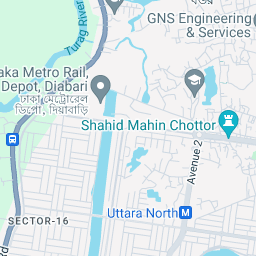 GNS Engineering
& Services
Turag River
aka Metro Rail,
Depot, Diabari
ঢাকা মেট্রোরেল
ডিপো, দিয়াবাড়ি
Shahid Mahin Chottor
Avenue 2
SECTOR-16
Uttara North
M